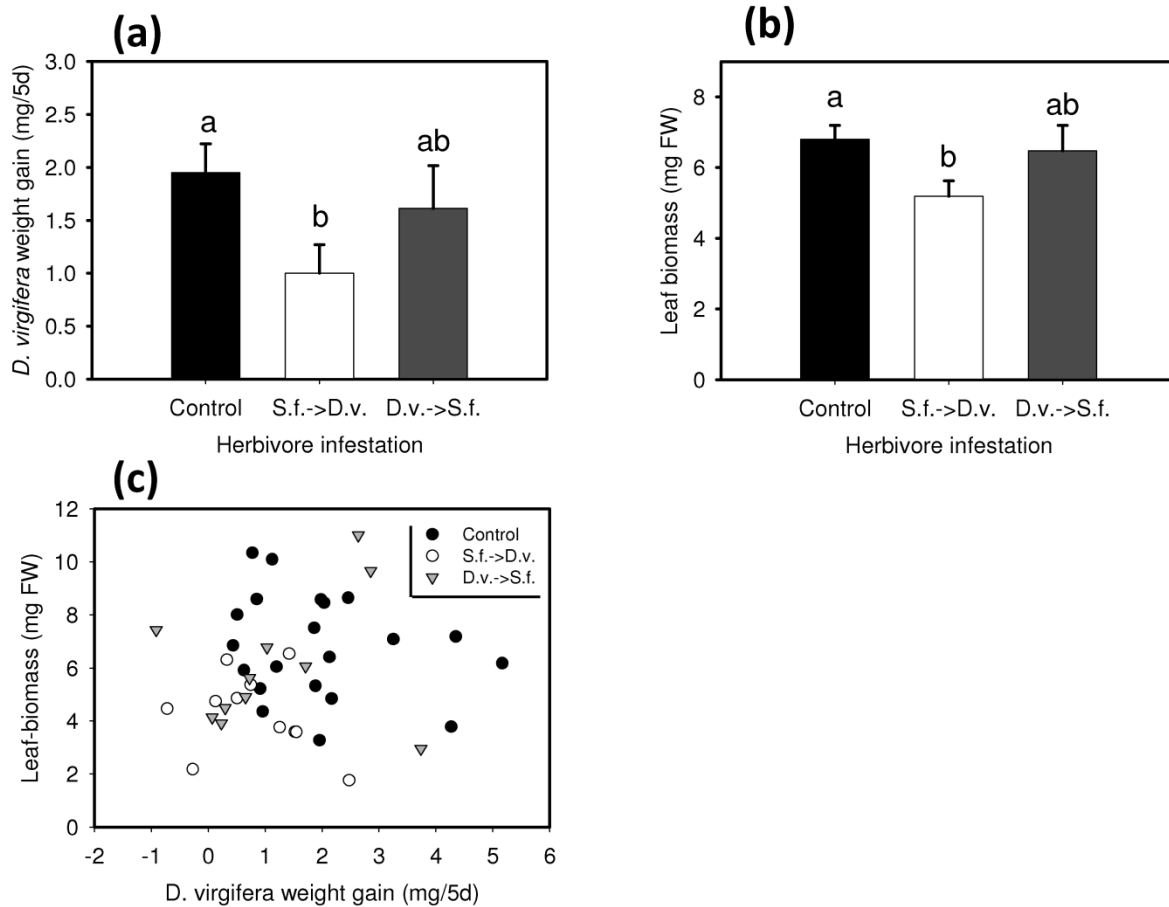 (a)
3.0
2.5
2.0
1.5
1.0
0.5
0.0
D. virgifera weight gain (mg/5d)
a
b
ab
Control S.f.->D.v. D.v.->S.f.
Herbivore infestation
(b)
8
6
4
2
0
Leaf biomass (mg FW)
a
b
ab
Control S.f.->D.v. D.v.->S.f.
Herbivore infestation
(c)
12
10
8
6
4
2
0
Leaf-biomass (mg FW)
Control
S.f.->D.v.
D.v.->S.f.
-2 -1 0 1 2 3 4 5 6
D. virgifera weight gain (mg/5d)